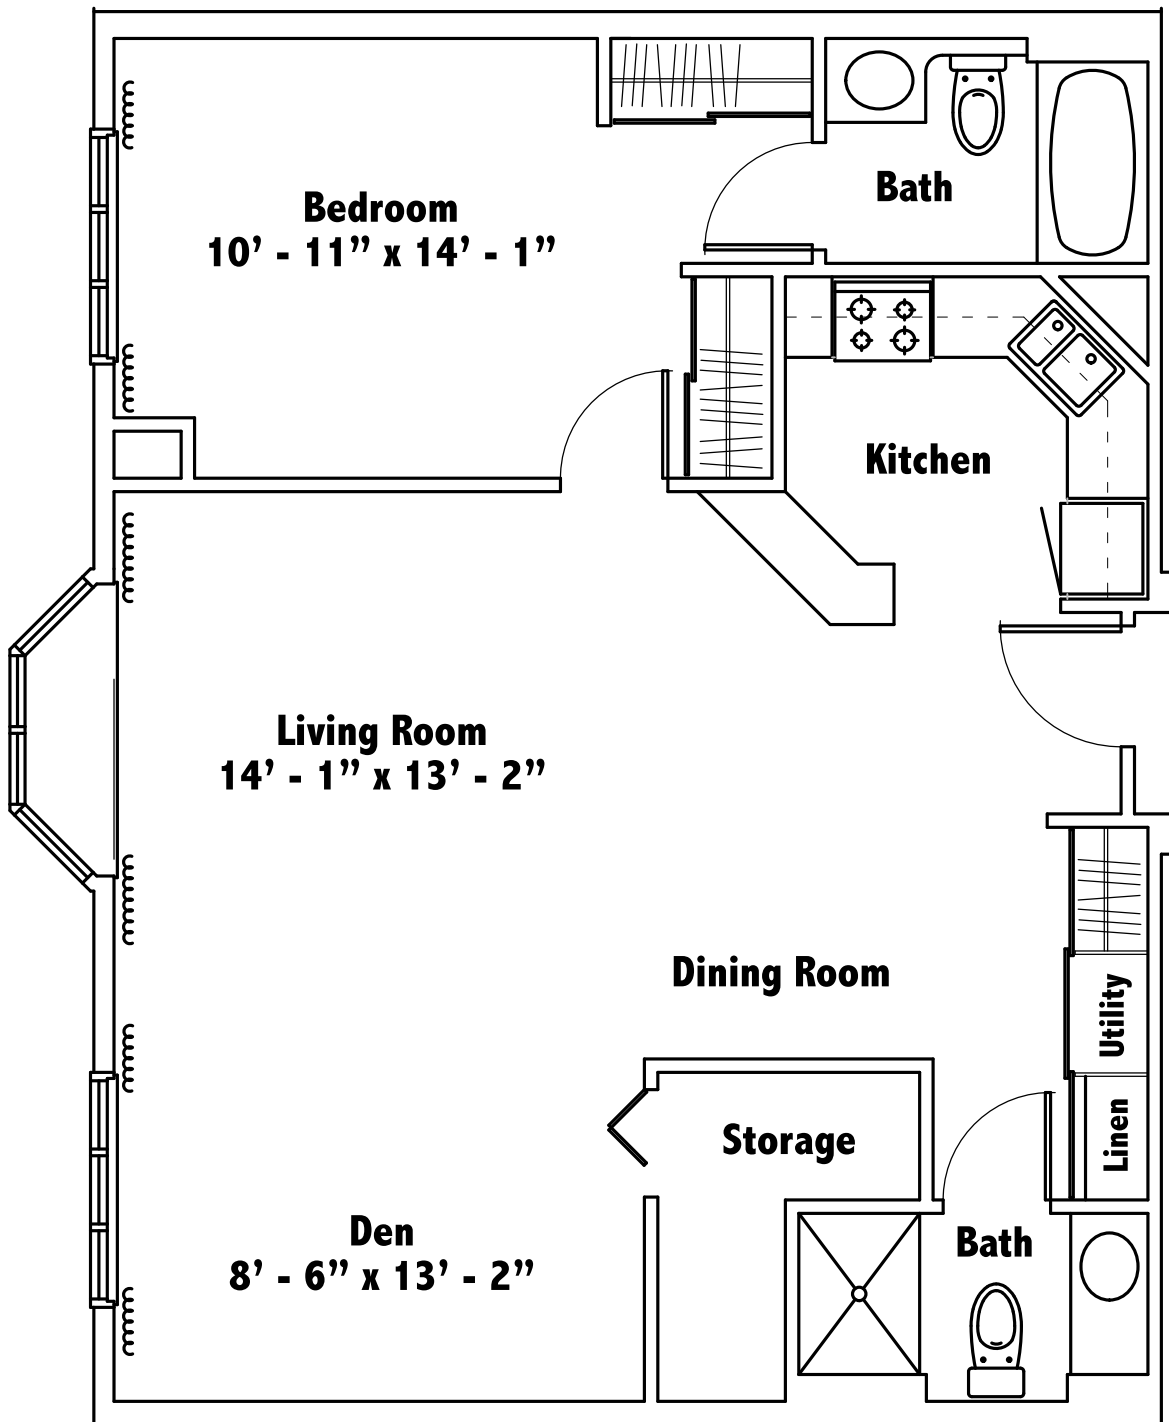 Bath
Bedroom
10’ - 11” x 14’ - 1”
Kitchen
Living Room
14’ - 1” x 13’ - 2”
Dining Room
Utility
Linen
Storage
Den
8’ - 6” x 13’ - 2”
Bath